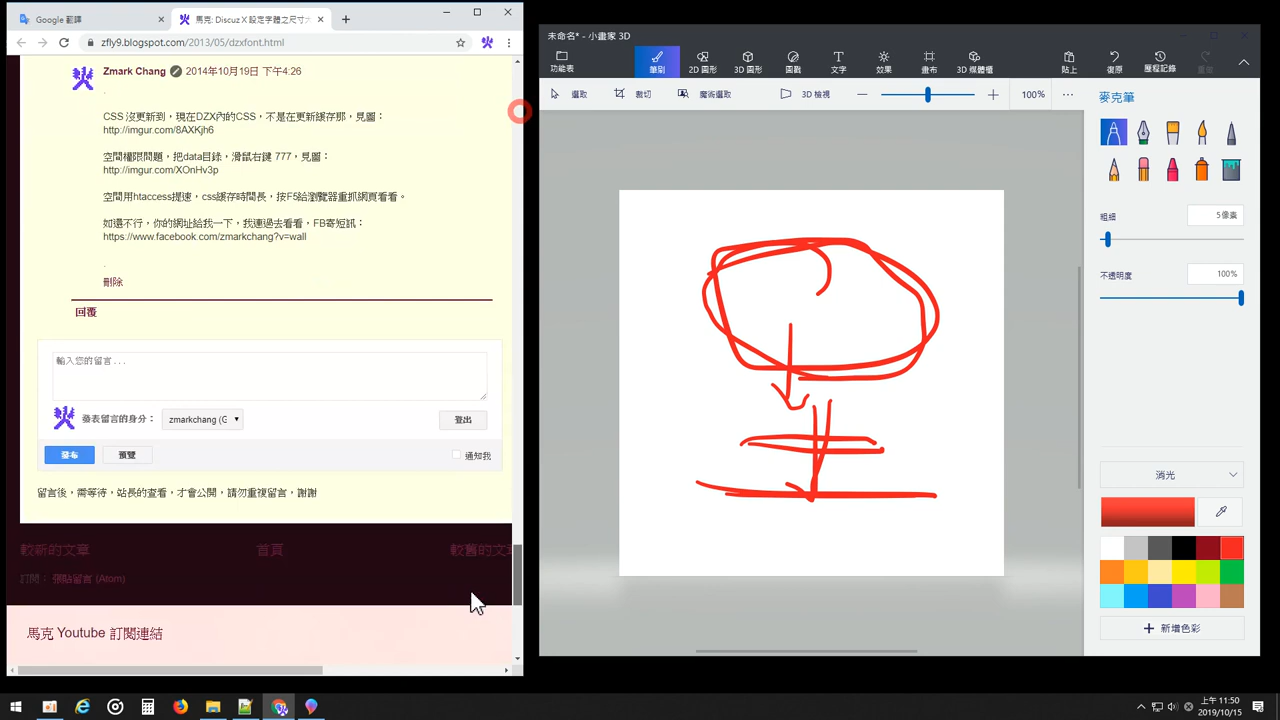 Google 翻譯
馬克: Discuz X 設定字體之尺寸
zfly9.blogspot.com/2013/05/dzxfont.html
Zmark Chang 2014年10月19日 下午4:26
.
CSS 沒更新到，現在DZX內的CSS，不是在更新緩存那，見圖：
http://imgur.com/8AXKjh6
空間權限問題，把data目錄，滑鼠右鍵 777，見圖：
http://imgur.com/XOnHv3p
空間用htaccess提速，css緩存時間長，按F5給瀏覽器重抓網頁看看。
如還不行，你的網址給我一下，我連過去看看，FB寄短訊：
https://www.facebook.com/zmarkchang?v=wall
.
刪除
回覆
輸入您的留言...
發表留言的身分： zmarkchang (G 登出
發布 預覽 通知我
留言後，需等待，站長的查看，才會公開，請勿重複留言，謝謝
較新的文章 首頁 較舊的文
訂閱： 張貼留言 (Atom)
馬克 Youtube 訂閱連結
未命名* - 小畫家 3D
功能表 筆刷 2D 圖形 3D 圖形 圖戳 文字 效果 畫布 3D 媒體櫃 貼上 復原 歷程記錄 重做
選取 裁切 魔術選取 3D 檢視 100%
麥克筆
粗細 5像素
不透明度 100%
消光
新增色彩
上午 11:50
2019/10/15